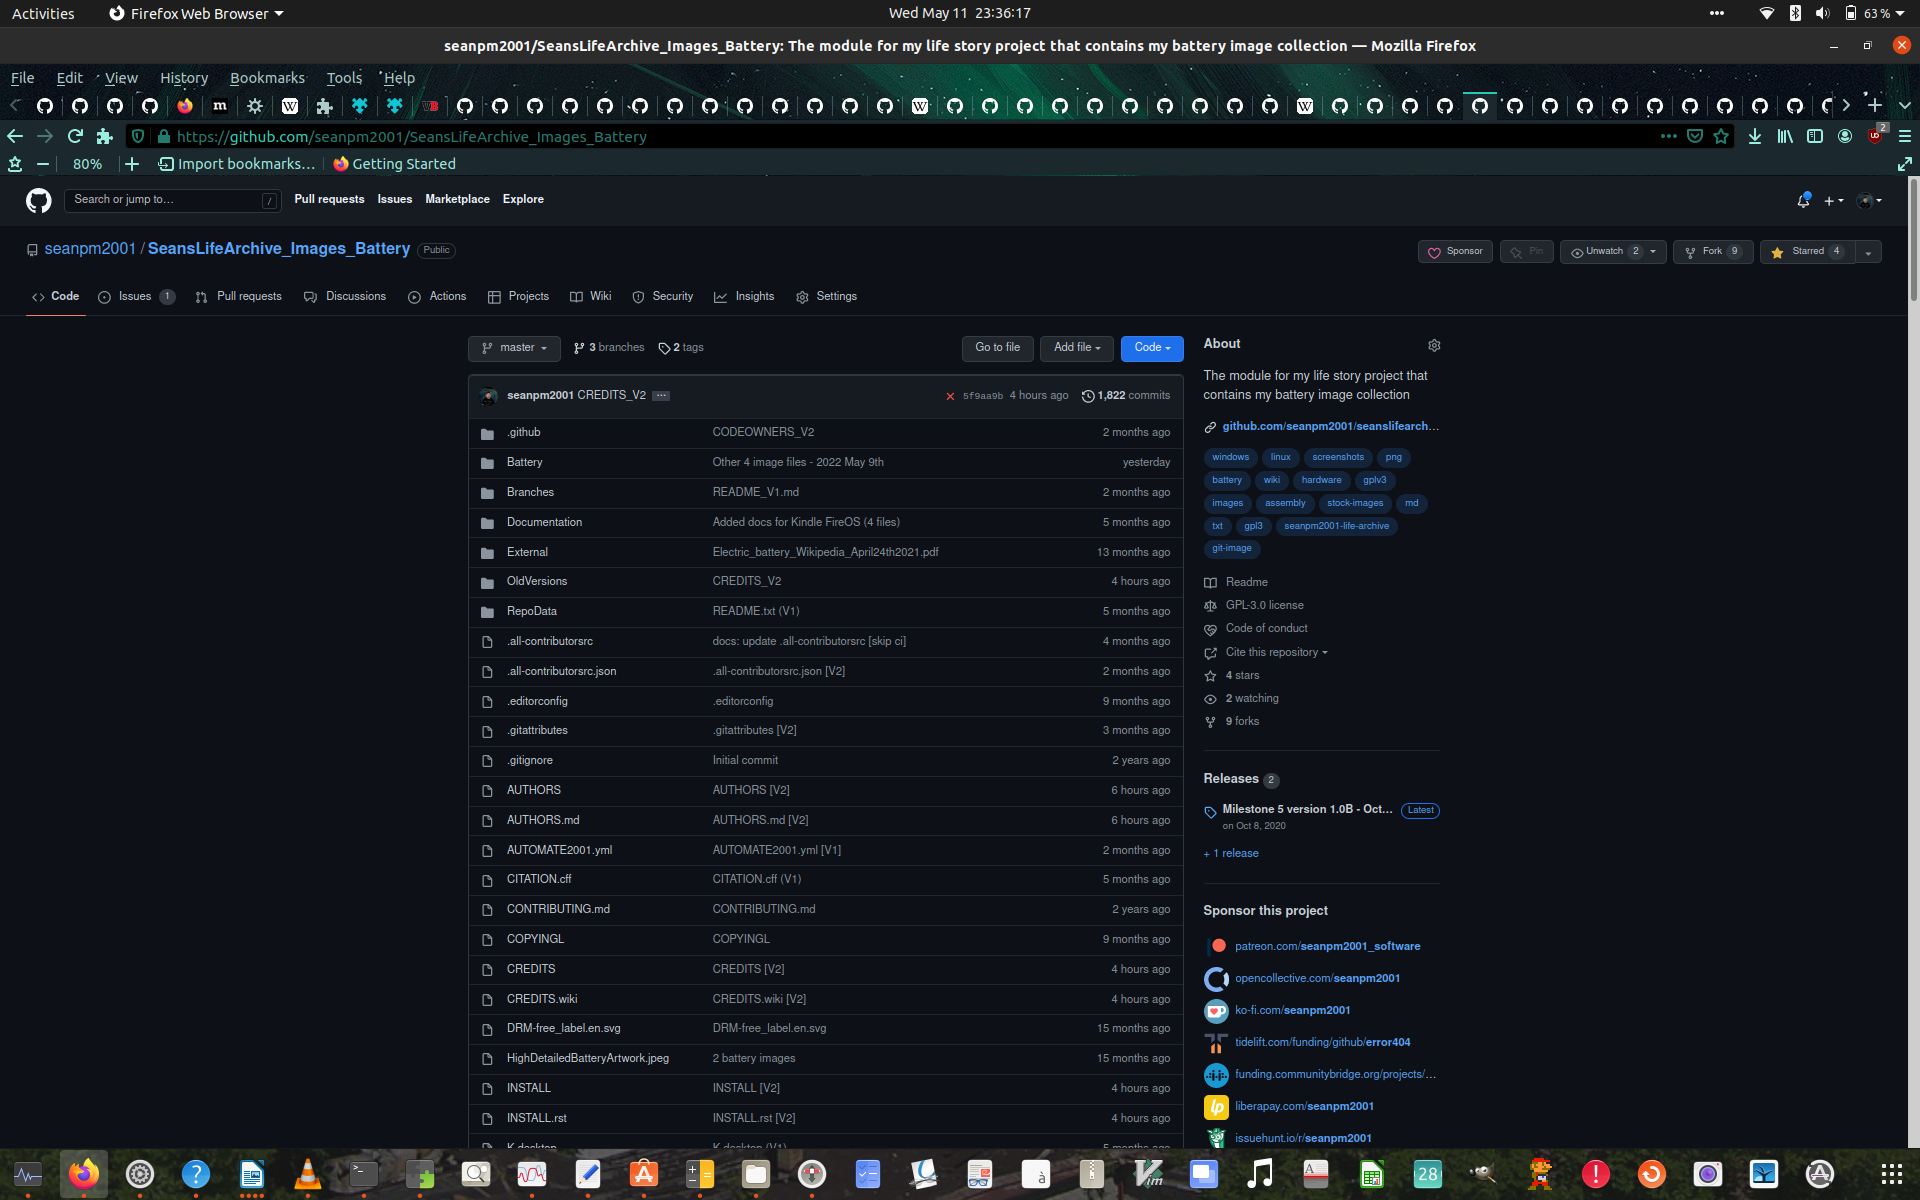 Activities Firefox Web Browser Wed May 11 23:36:17 63 %
seanpm2001/SeansLifeArchive_Images_Battery: The module for my life story project that contains my battery image collection — Mozilla Firefox
File Edit View History Bookmarks Tools Help
https://github.com/seanpm2001/SeansLifeArchive_Images_Battery 2
80% Import bookmarks... Getting Started
Search or jump to... / Pull requests Issues Marketplace Explore
seanpm2001 / SeansLifeArchive_Images_Battery Public Sponsor Pin Unwatch 2 Fork 9 Starred 4
Code Issues 1 Pull requests Discussions Actions Projects Wiki Security Insights Settings
master 3 branches 2 tags Go to file Add file Code
seanpm2001 CREDITS_V2 ... 5f9aa9b 4 hours ago 1,822 commits
.github CODEOWNERS_V2 2 months ago
Battery Other 4 image files - 2022 May 9th yesterday
Branches README_V1.md 2 months ago
Documentation Added docs for Kindle FireOS (4 files) 5 months ago
External Electric_battery_Wikipedia_April24th2021.pdf 13 months ago
OldVersions CREDITS_V2 4 hours ago
RepoData README.txt (V1) 5 months ago
.all-contributorsrc docs: update .all-contributorsrc [skip ci] 4 months ago
.all-contributorsrc.json .all-contributorsrc.json [V2] 2 months ago
.editorconfig .editorconfig 9 months ago
.gitattributes .gitattributes [V2] 3 months ago
.gitignore Initial commit 2 years ago
AUTHORS AUTHORS [V2] 6 hours ago
AUTHORS.md AUTHORS.md [V2] 6 hours ago
AUTOMATE2001.yml AUTOMATE2001.yml [V1] 2 months ago
CITATION.cff CITATION.cff (V1) 5 months ago
CONTRIBUTING.md CONTRIBUTING.md 2 years ago
COPYINGL COPYINGL 9 months ago
CREDITS CREDITS [V2] 4 hours ago
CREDITS.wiki CREDITS.wiki [V2] 4 hours ago
DRM-free_label.en.svg DRM-free_label.en.svg 15 months ago
HighDetailedBatteryArtwork.jpeg 2 battery images 15 months ago
INSTALL INSTALL [V2] 4 hours ago
INSTALL.rst INSTALL.rst [V2] 4 hours ago
About
The module for my life story project that
contains my battery image collection
github.com/seanpm2001/seanslifearch...
windows linux screenshots png
battery wiki hardware gplv3
images assembly stock-images md
txt gpl3 seanpm2001-life-archive
git-image
Readme
GPL-3.0 license
Code of conduct
Cite this repository
4 stars
2 watching
9 forks
Releases 2
Milestone 5 version 1.0B - Oct... Latest
on Oct 8, 2020
+ 1 release
Sponsor this project
patreon.com/seanpm2001_software
opencollective.com/seanpm2001
ko-fi.com/seanpm2001
tidelift.com/funding/github/error404
funding.communitybridge.org/projects/...
liberapay.com/seanpm2001
issuehunt.io/r/seanpm2001
28